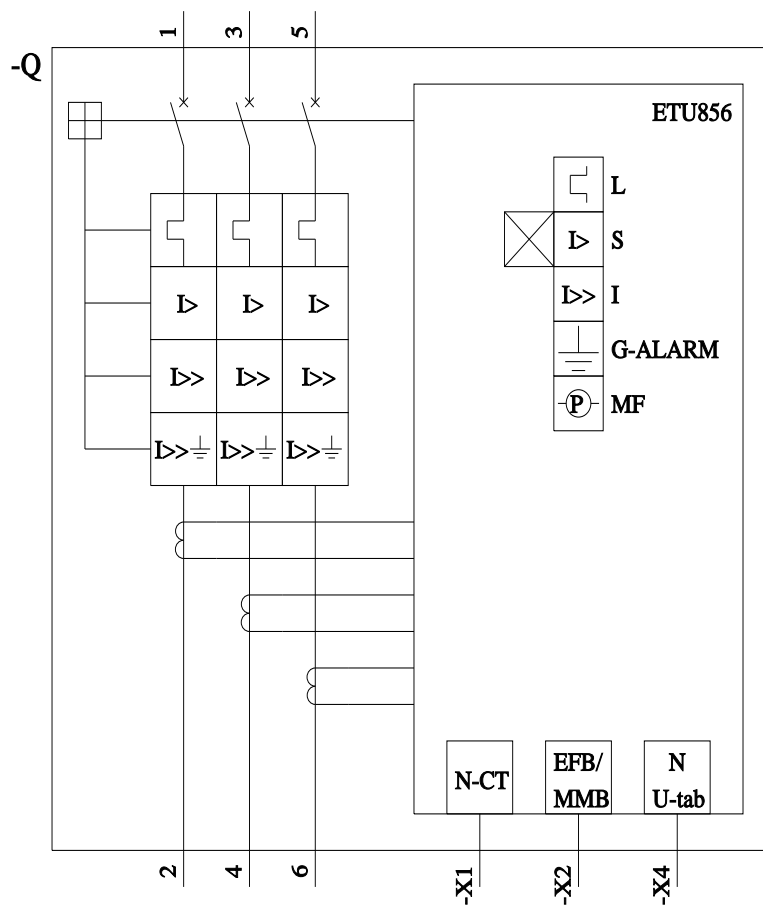 1
3
5
-Q
ETU856
L
I>
S
I>>
I
G-ALARM
P
MF
I>
I>
I>
I>>
I>>
I>>
I>>
I>>
I>>
N-CT
EFB/
MMB
N
U-tab
2
4
6
-X1
-X2
-X4